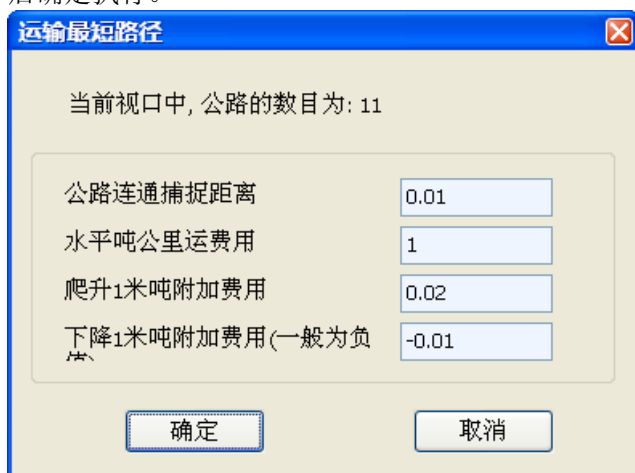 运输最短路径
当前视口中, 公路的数目为: 11
公路连通捕捉距离
0.01
水平吨公里运费用
1
爬升1米吨附加费用
0.02
下降1米吨附加费用(一般为负
-0.01
确定
取消